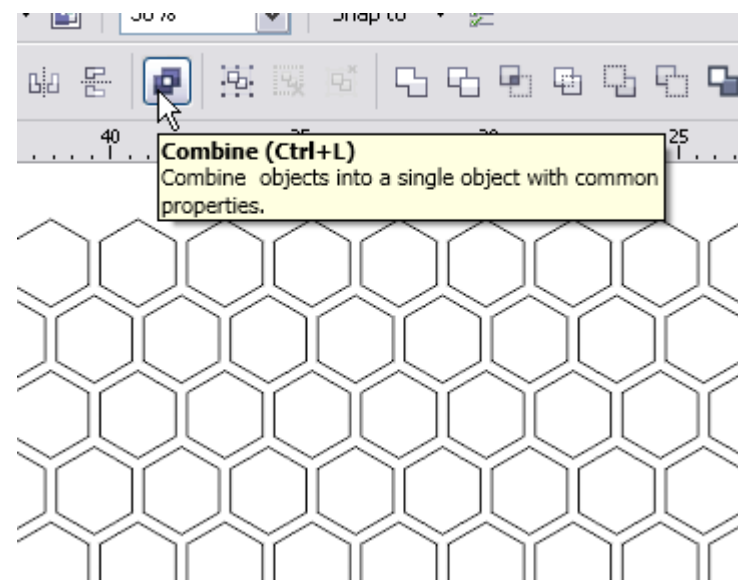 Snap to
40 25
Combine (Ctrl+L)
Combine objects into a single object with common
properties.